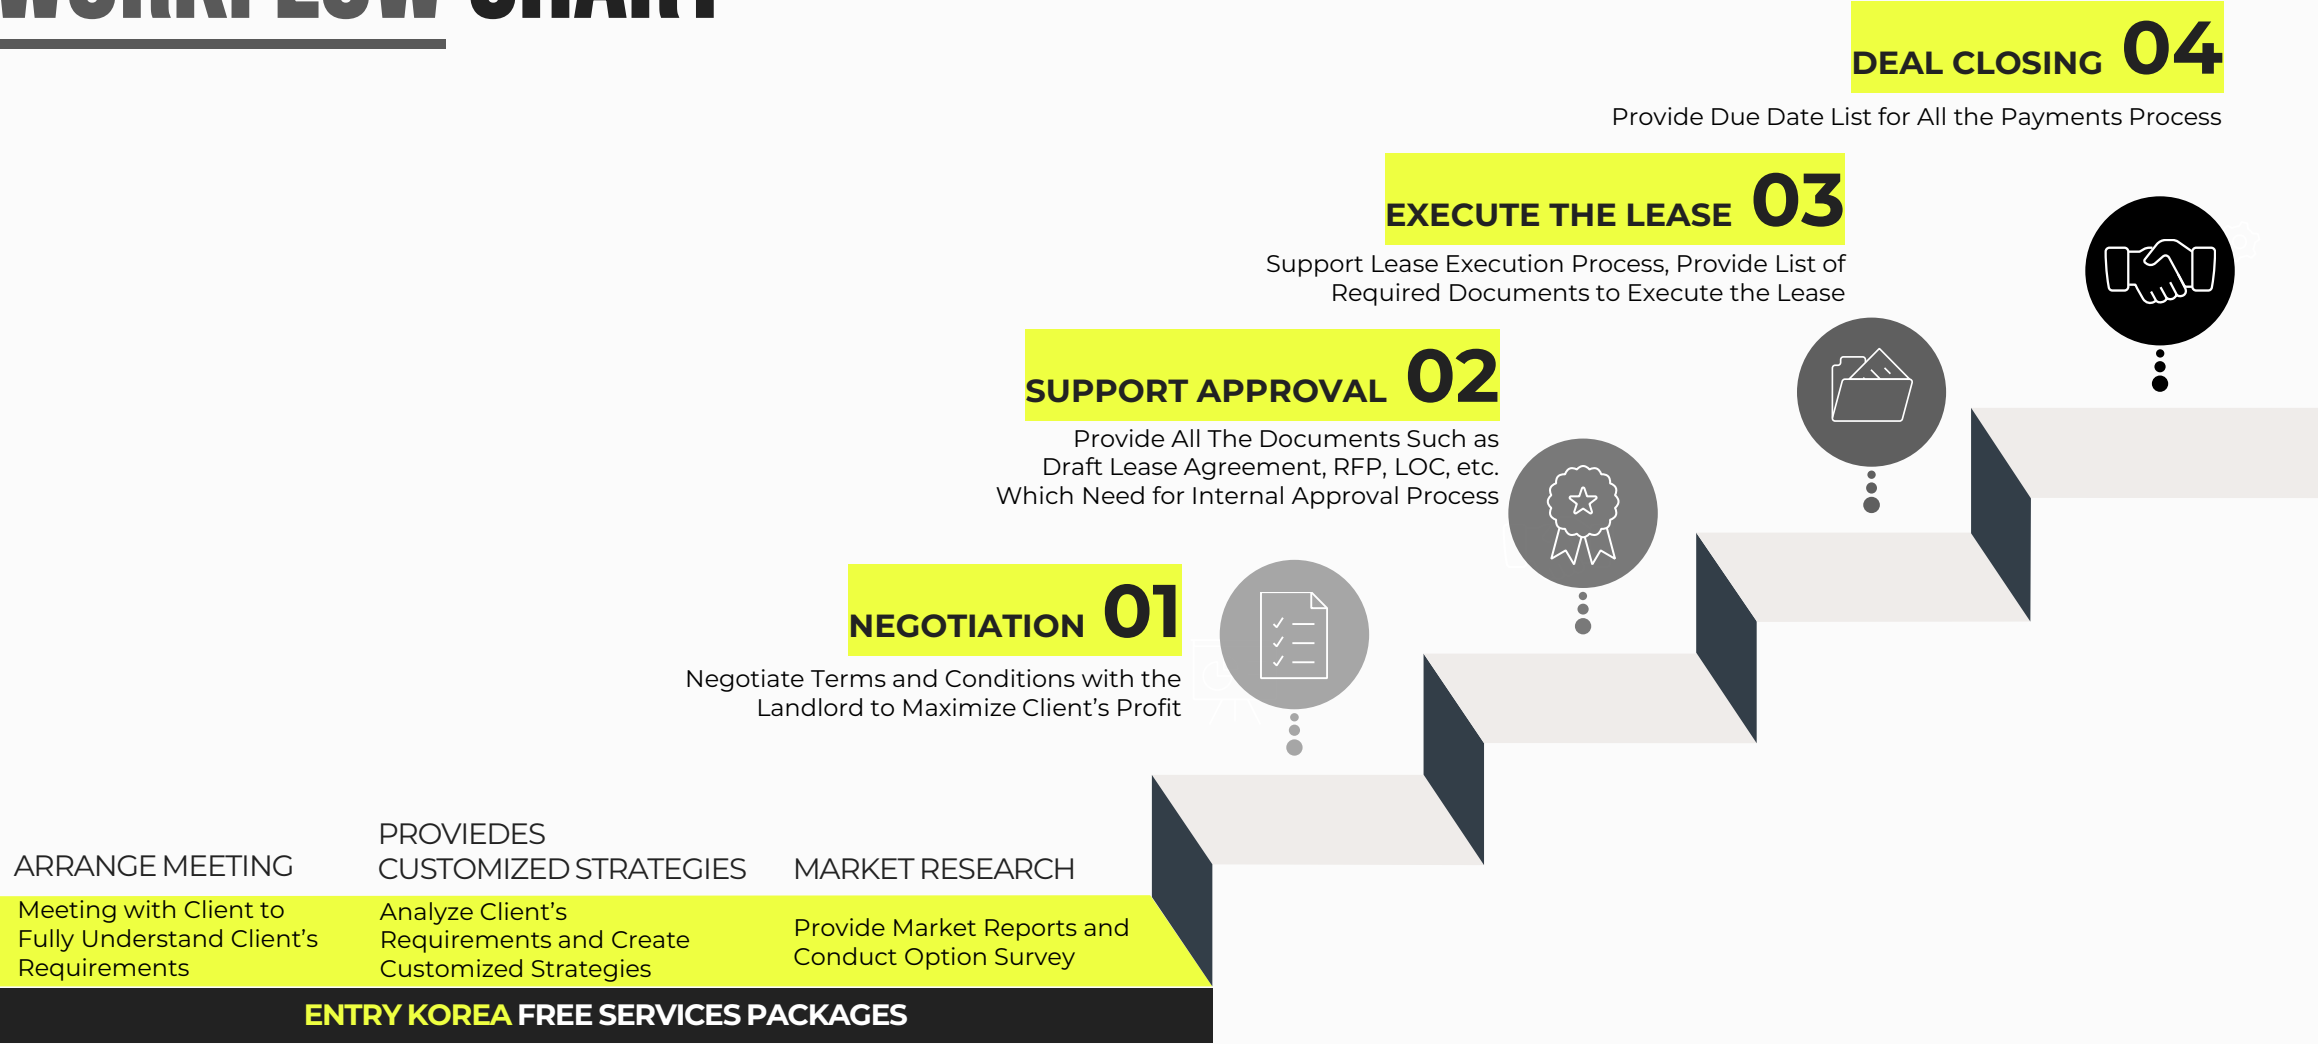 WORKFLOW CHART
DEAL CLOSING 04
Provide Due Date List for All the Payments Process
EXECUTE THE LEASE 03
Support Lease Execution Process, Provide List of
Required Documents to Execute the Lease
SUPPORT APPROVAL 02
Provide All The Documents Such as
Draft Lease Agreement, RFP, LOC, etc.
Which Need for Internal Approval Process
NEGOTIATION 01
Negotiate Terms and Conditions with the
Landlord to Maximize Client’s Profit
ARRANGE MEETING
Meeting with Client to
Fully Understand Client’s
Requirements
PROVIEDES
CUSTOMIZED STRATEGIES
Analyze Client’s
Requirements and Create
Customized Strategies
MARKET RESEARCH
Provide Market Reports and
Conduct Option Survey
ENTRY KOREA FREE SERVICES PACKAGES